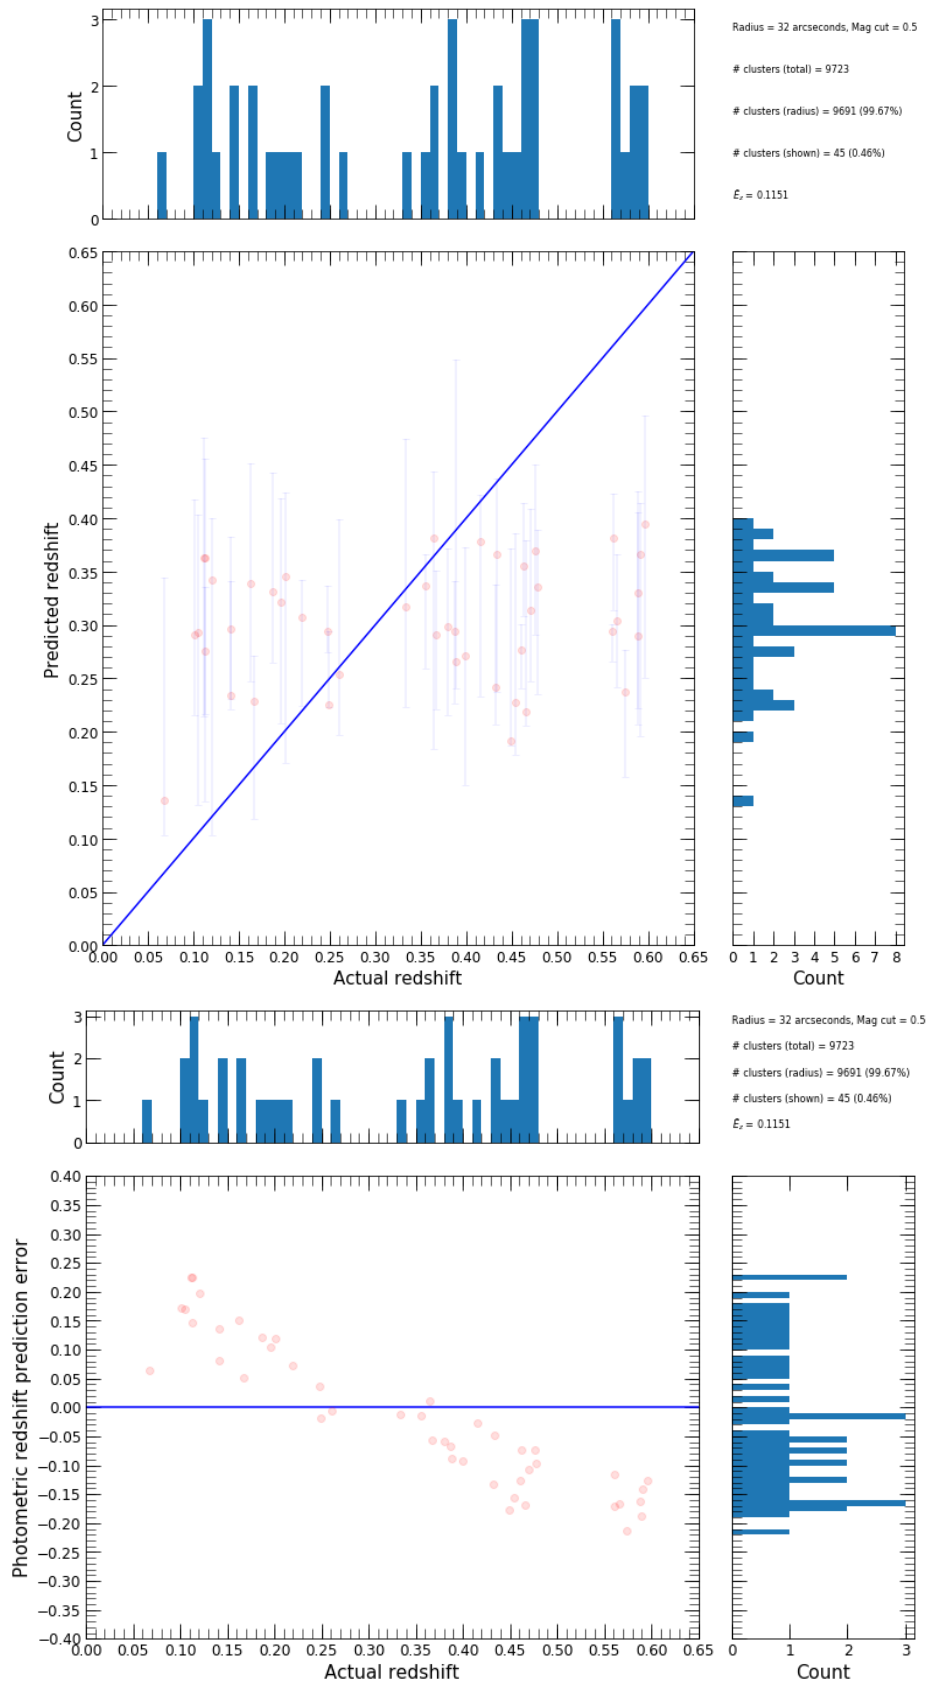 3
2
1
0
Count
Radius = 32 arcseconds, Mag cut = 0.5
# clusters (total) = 9723
# clusters (radius) = 9691 (99.67%)
# clusters (shown) = 45 (0.46%)
Ē_z = 0.1151
0.65
0.60
0.55
0.50
0.45
0.40
0.35
0.30
0.25
0.20
0.15
0.10
0.05
0.00
Predicted redshift
0.00 0.05 0.10 0.15 0.20 0.25 0.30 0.35 0.40 0.45 0.50 0.55 0.60 0.65
Actual redshift
0 1 2 3 4 5 6 7 8
Count
3
2
1
0
Count
Radius = 32 arcseconds, Mag cut = 0.5
# clusters (total) = 9723
# clusters (radius) = 9691 (99.67%)
# clusters (shown) = 45 (0.46%)
Ē_z = 0.1151
0.40
0.35
0.30
0.25
0.20
0.15
0.10
0.05
0.00
−0.05
−0.10
−0.15
−0.20
−0.25
−0.30
−0.35
−0.40
Photometric redshift prediction error
0.00 0.05 0.10 0.15 0.20 0.25 0.30 0.35 0.40 0.45 0.50 0.55 0.60 0.65
Actual redshift
0 1 2 3
Count